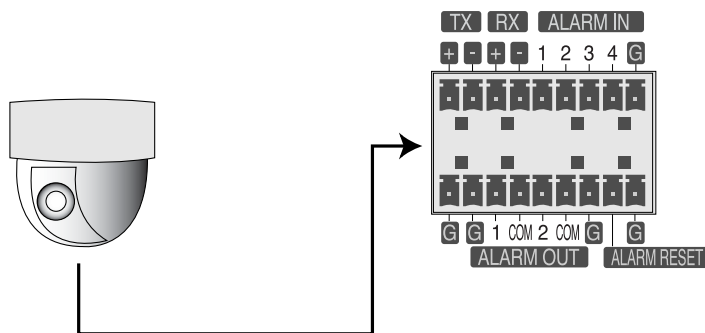 TX RX ALARM IN
+ - + - 1 2 3 4 G
G G 1 COM 2 COM G G
ALARM OUT ALARM RESET